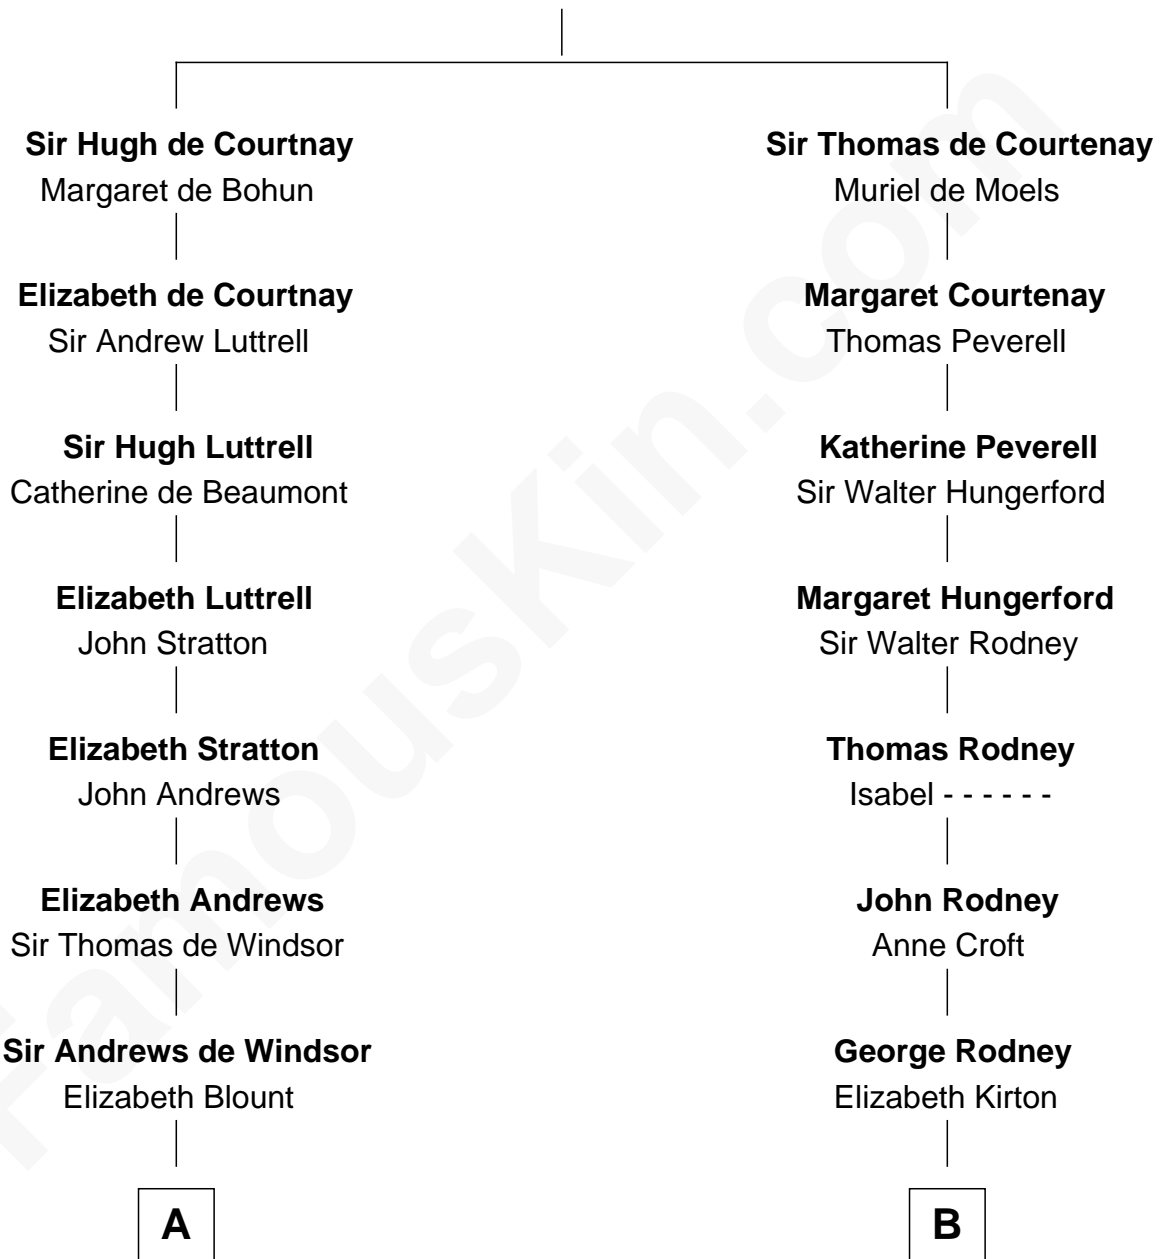 Sir Hugh de Courtnay
Margaret de Bohun
Elizabeth de Courtnay
Sir Andrew Luttrell
Sir Hugh Luttrell
Catherine de Beaumont
Elizabeth Luttrell
John Stratton
Elizabeth Stratton
John Andrews
Elizabeth Andrews
Sir Thomas de Windsor
Sir Andrews de Windsor
Elizabeth Blount
A
Sir Thomas de Courtenay
Muriel de Moels
Margaret Courtenay
Thomas Peverell
Katherine Peverell
Sir Walter Hungerford
Margaret Hungerford
Sir Walter Rodney
Thomas Rodney
Isabel - - - - - -
John Rodney
Anne Croft
George Rodney
Elizabeth Kirton
B
FamousKin.com